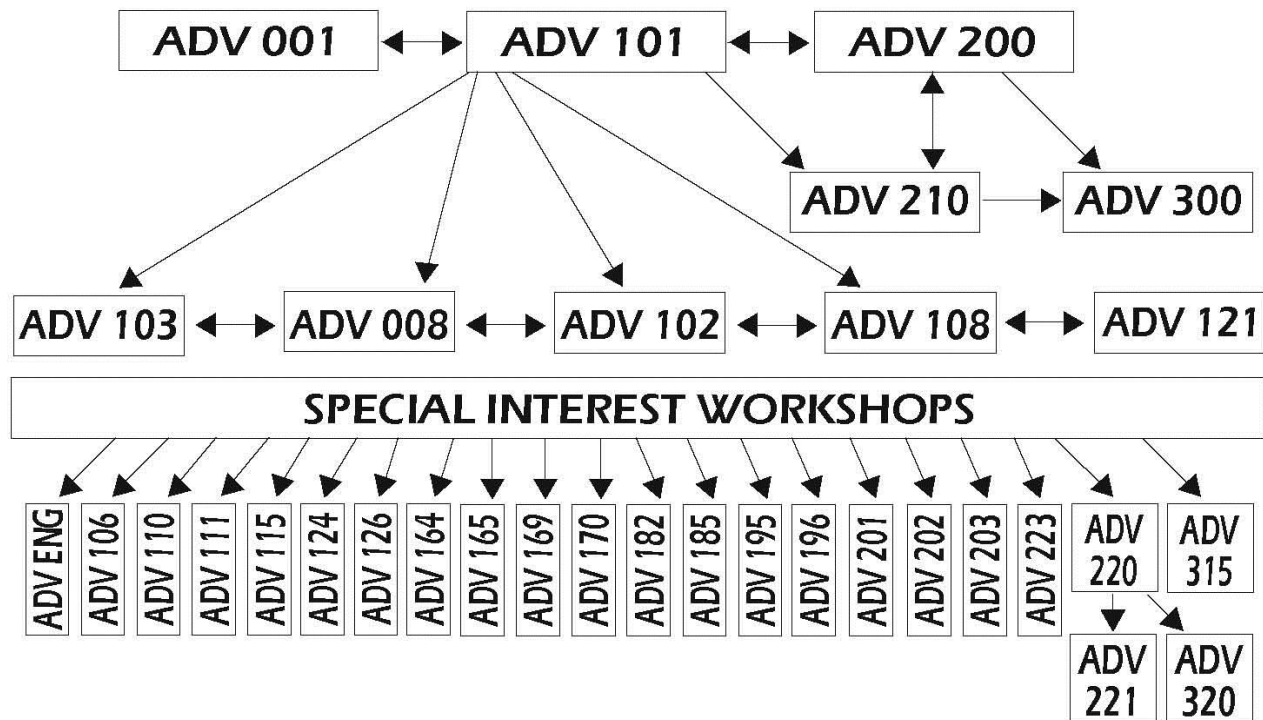 ADV 001
ADV 101
ADV 200
ADV 210
ADV 300
ADV 103
ADV 008
ADV 102
ADV 108
ADV 121
SPECIAL INTEREST WORKSHOPS
ADV ENG
ADV 106
ADV 110
ADV 111
ADV 115
ADV 124
ADV 126
ADV 164
ADV 165
ADV 169
ADV 170
ADV 182
ADV 185
ADV 195
ADV 196
ADV 201
ADV 202
ADV 203
ADV 223
ADV
220
ADV
315
ADV
221
ADV
320